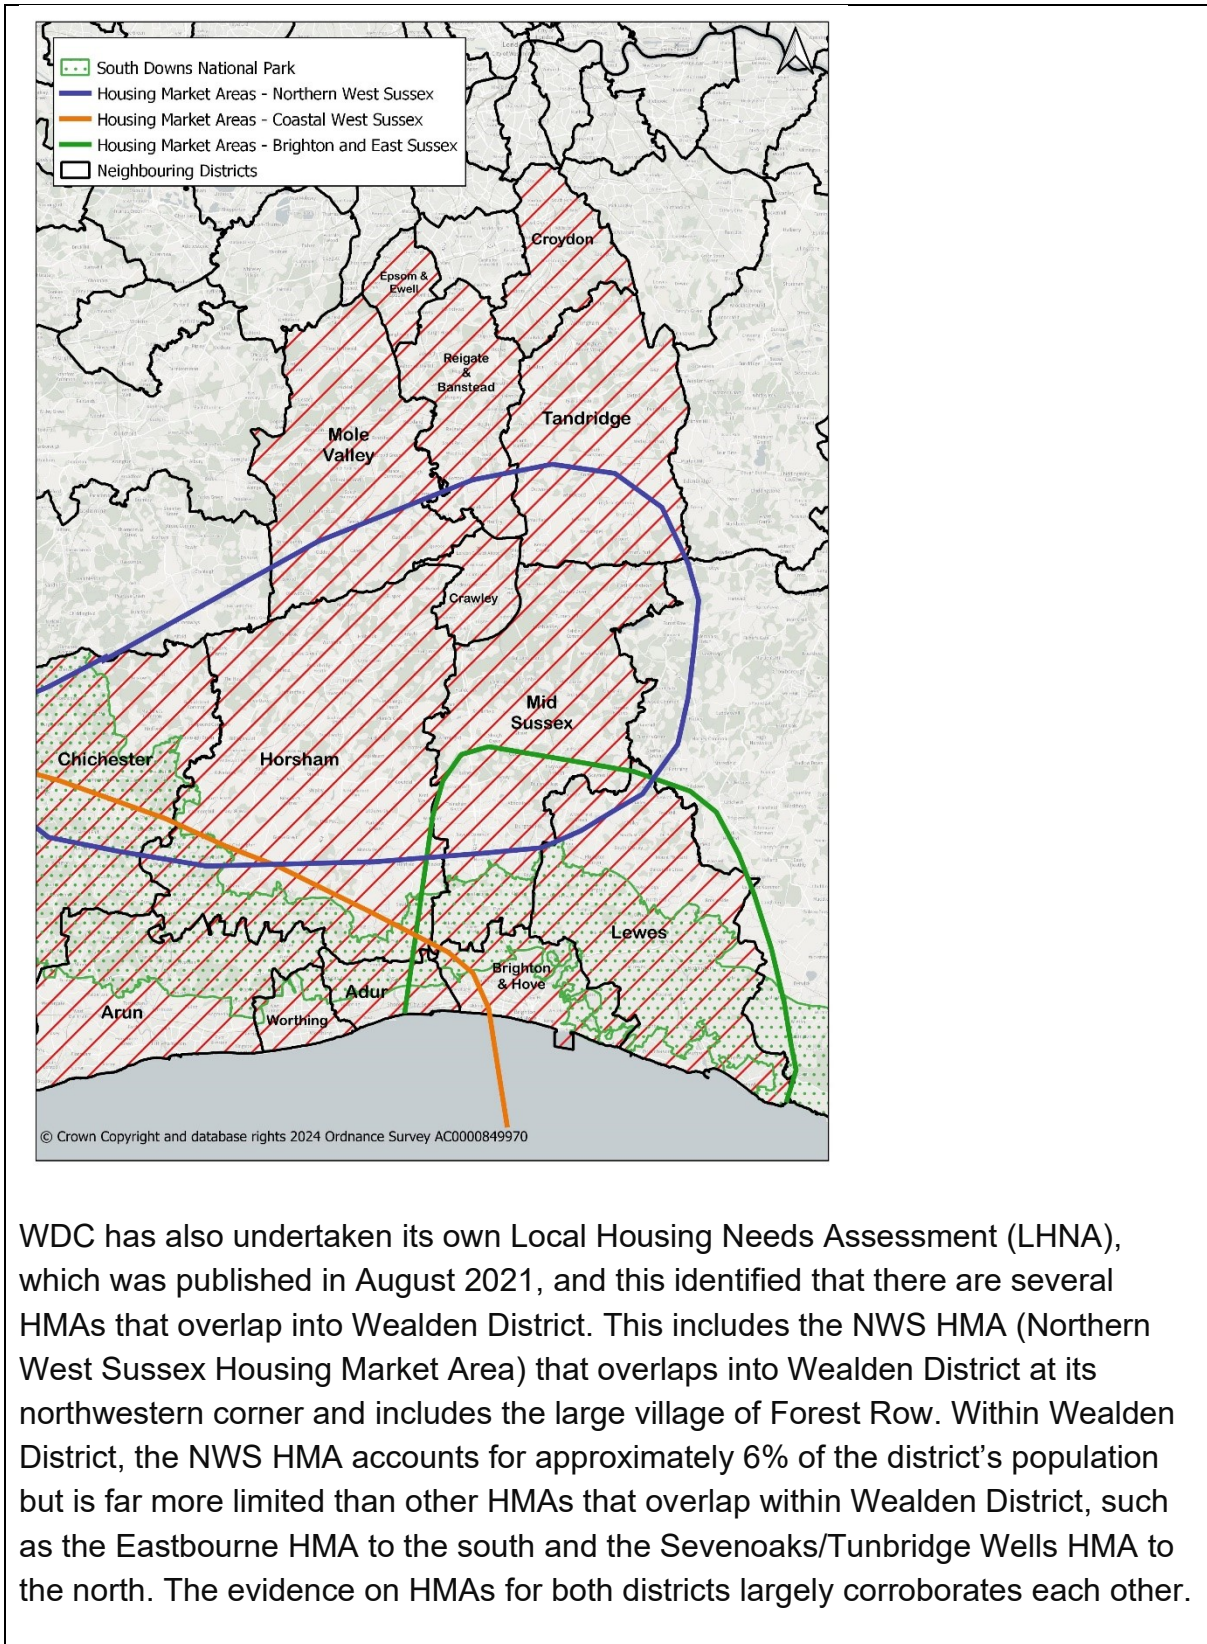 South Downs National Park
Housing Market Areas - Northern West Sussex
Housing Market Areas - Coastal West Sussex
Housing Market Areas - Brighton and East Sussex
Neighbouring Districts
Croydon
Epsom &
Ewell
Reigate
&
Banstead
Tandridge
Mole
Valley
Crawley
Mid
Sussex
Chichester
Horsham
Lewes
Brighton
& Hove
Adur
Arun
Worthing
© Crown Copyright and database rights 2024 Ordnance Survey AC0000849970
WDC has also undertaken its own Local Housing Needs Assessment (LHNA),
which was published in August 2021, and this identified that there are several
HMAs that overlap into Wealden District. This includes the NWS HMA (Northern
West Sussex Housing Market Area) that overlaps into Wealden District at its
northwestern corner and includes the large village of Forest Row. Within Wealden
District, the NWS HMA accounts for approximately 6% of the district’s population
but is far more limited than other HMAs that overlap within Wealden District, such
as the Eastbourne HMA to the south and the Sevenoaks/Tunbridge Wells HMA to
the north. The evidence on HMAs for both districts largely corroborates each other.